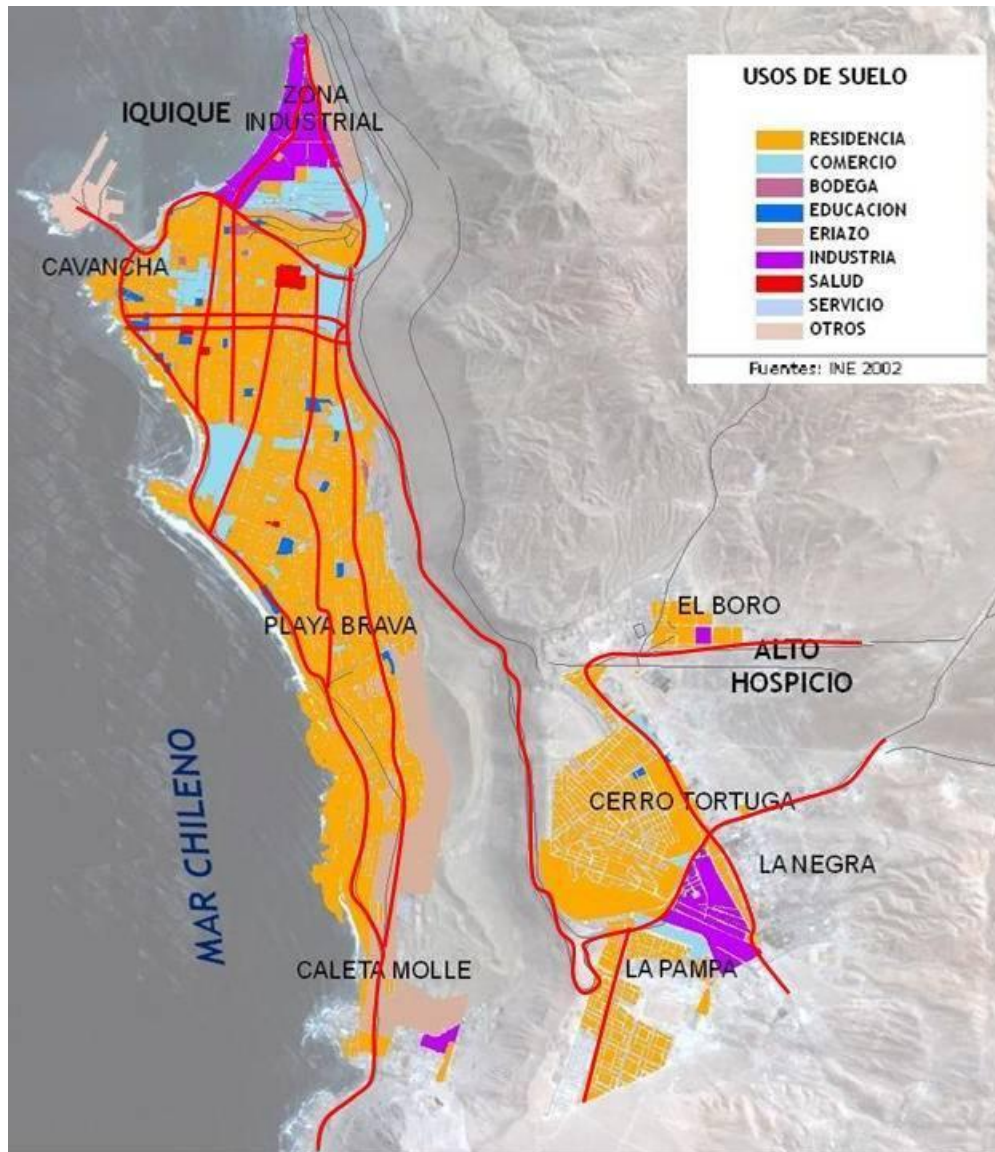 IQUIQUE
ZONA
INDUSTRIAL
CAVANCHA
PLAYA BRAVA
MAR CHILENO
CALETA MOLLE
EL BORO
ALTO
HOSPICIO
CERRO TORTUGA
LA NEGRA
LA PAMPA
USOS DE SUELO
RESIDENCIA
COMERCIO
BODEGA
EDUCACION
ERIAZO
INDUSTRIA
SALUD
SERVICIO
OTROS
Fuentes: INE 2002